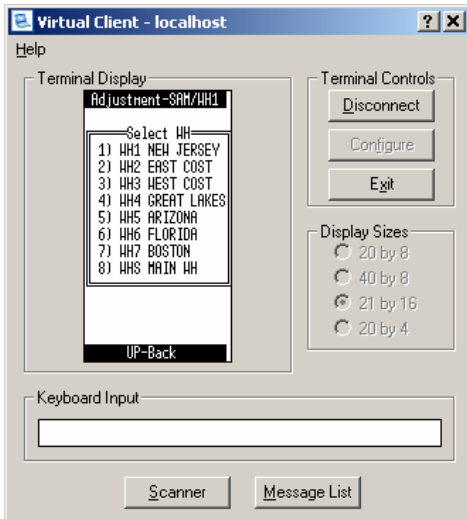 Virtual Client - localhost
Help
Terminal Display
Adjustment-SAM/WH1
Select WH
1) WH1 NEW JERSEY
2) WH2 EAST COST
3) WH3 WEST COST
4) WH4 GREAT LAKES
5) WH5 ARIZONA
6) WH6 FLORIDA
7) WH7 BOSTON
8) WHS MAIN WH
UP-Back
Terminal Controls
Disconnect
Configure
Exit
Display Sizes
20 by 8
40 by 8
21 by 16
20 by 4
Keyboard Input
Scanner
Message List